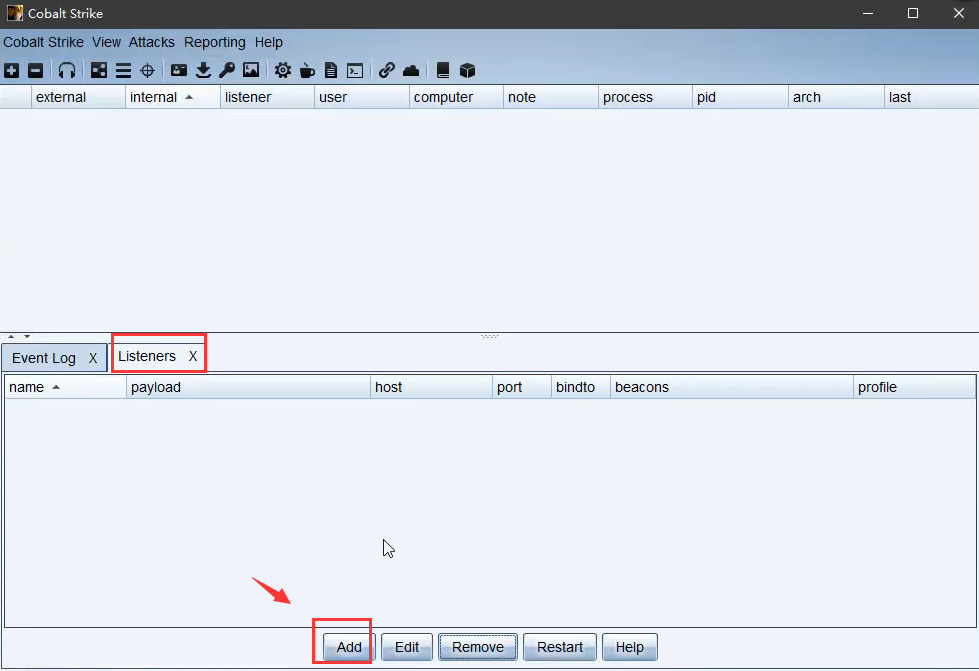 Cobalt Strike
Cobalt Strike View Attacks Reporting Help
external internal listener user computer note process pid arch last
Event Log X Listeners X
name payload host port bindto beacons profile
Add Edit Remove Restart Help